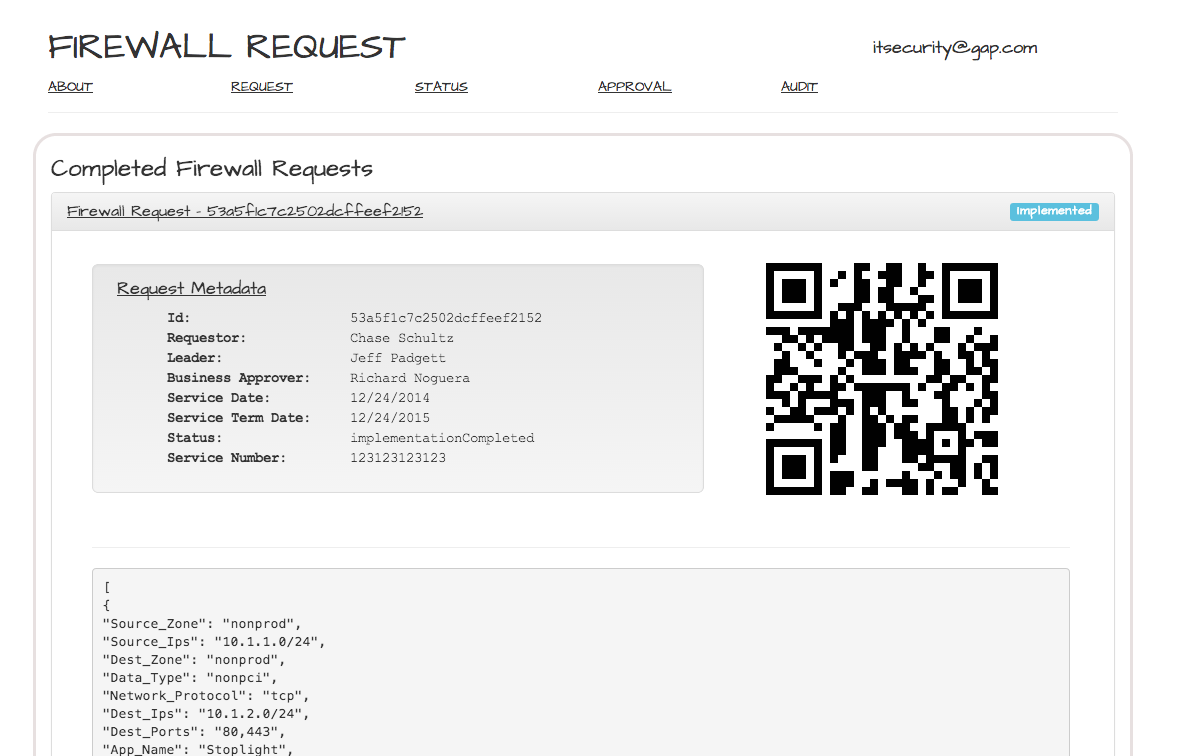 FIREWALL REQUEST
itsecurity@gap.com
ABOUT REQUEST STATUS APPROVAL AUDIT
Completed Firewall Requests
Firewall Request - 53a5f1c7c2502dcffeef2152 Implemented
Request Metadata
Id: 53a5f1c7c2502dcffeef2152
Requestor: Chase Schultz
Leader: Jeff Padgett
Business Approver: Richard Noguera
Service Date: 12/24/2014
Service Term Date: 12/24/2015
Status: implementationCompleted
Service Number: 123123123123
[
{
"Source_Zone": "nonprod",
"Source_Ips": "10.1.1.0/24",
"Dest_Zone": "nonprod",
"Data_Type": "nonpci",
"Network_Protocol": "tcp",
"Dest_Ips": "10.1.2.0/24",
"Dest_Ports": "80,443",
"App_Name": "Stoplight",